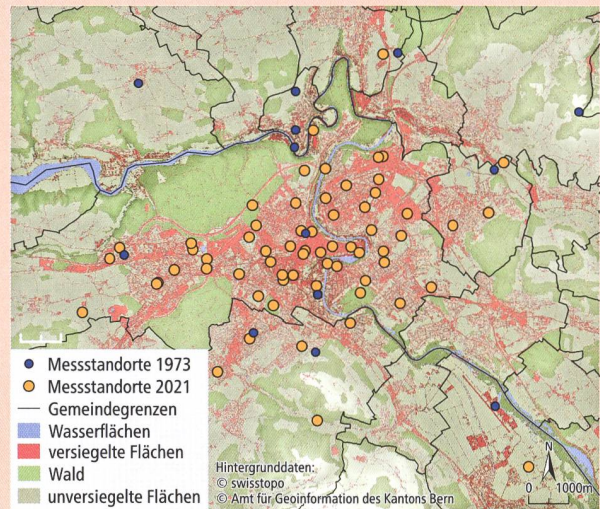 Messstandorte 1973
Messstandorte 2021
Gemeindegrenzen
Wasserflächen
versiegelte Flächen
Wald
unversiegelte Flächen
Hintergrunddaten:
© swisstopo
© Amt für Geoinformation des Kantons Bern
N
0 1000m